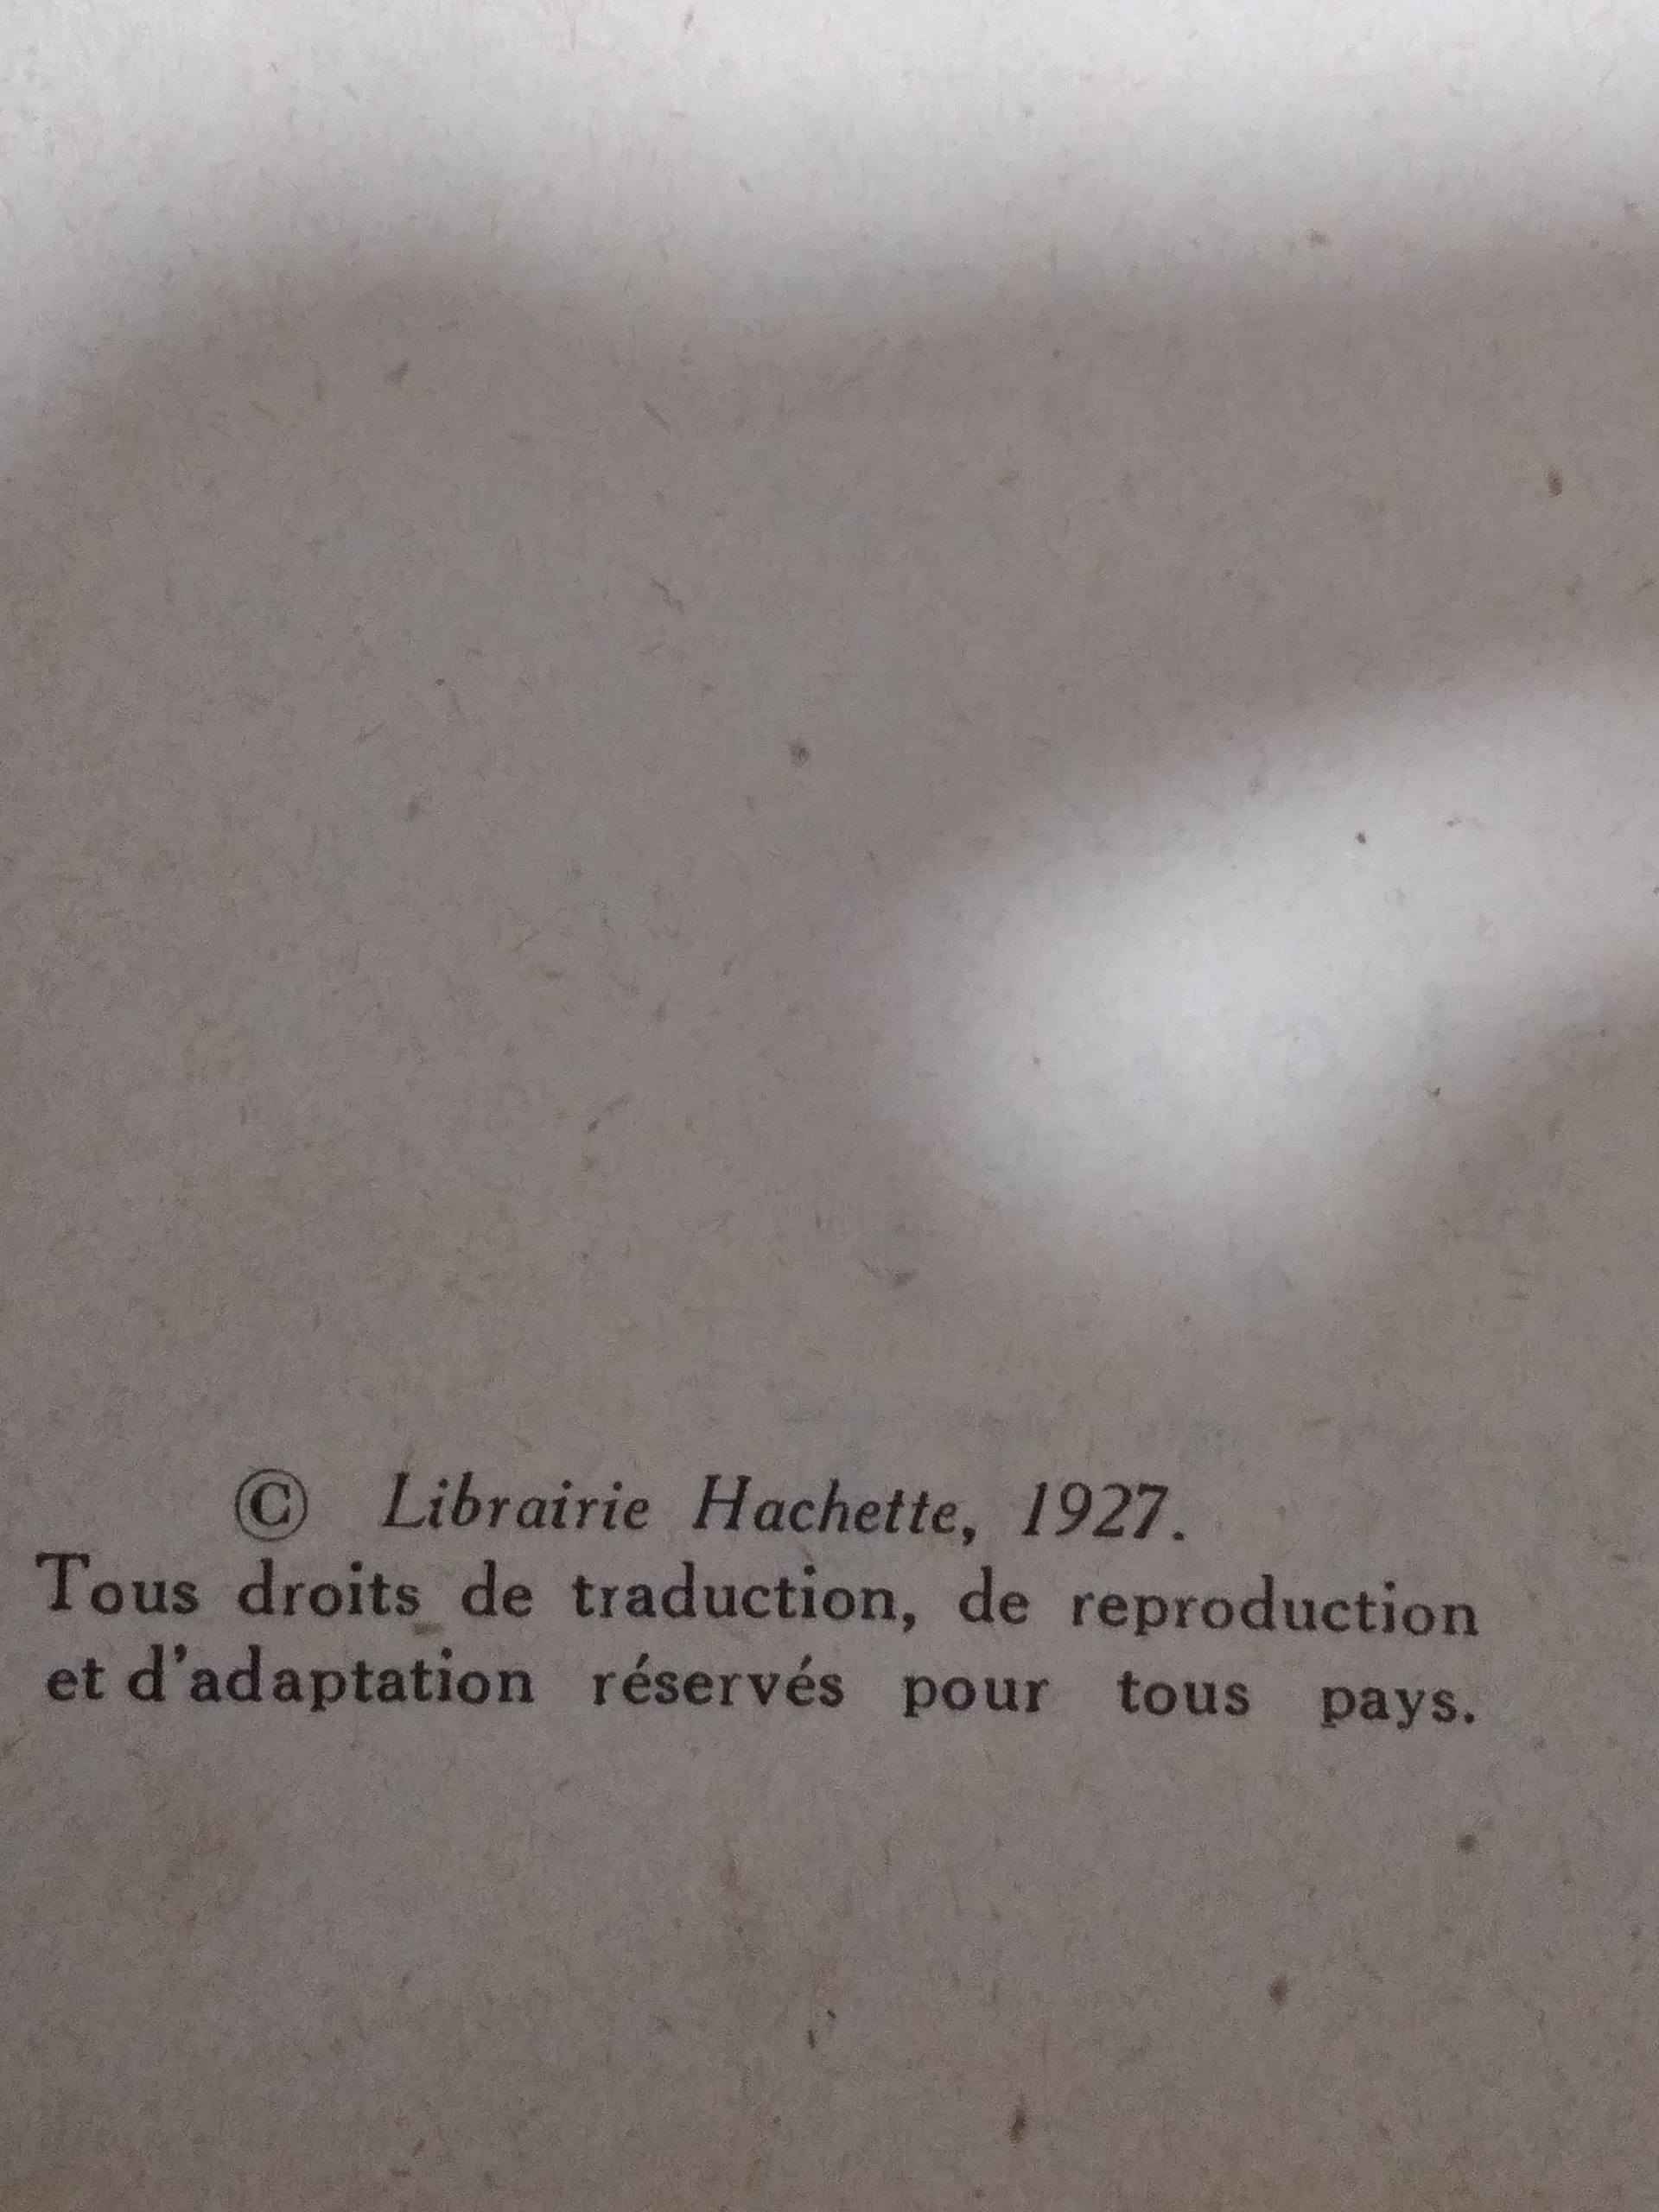 © Librairie Hachette, 1927.
Tous droits de traduction, de reproduction
et d'adaptation réservés pour tous pays.